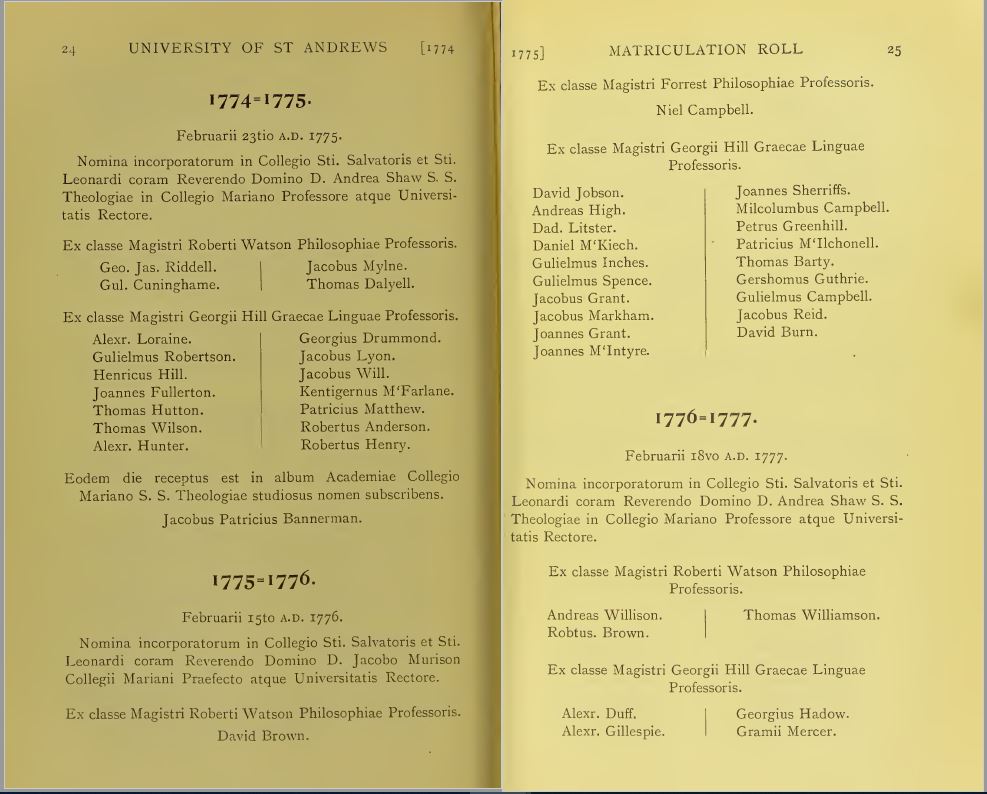 24 UNIVERSITY OF ST ANDREWS [1774
1774-1775.
Februarii 23tio A.D. 1775.
Nomina incorporatorum in Collegio Sti. Salvatoris et Sti.
Leonardi coram Reverendo Domino D. Andrea Shaw S. S.
Theologiae in Collegio Mariano Professore atque Universi-
tatis Rectore.
Ex classe Magistri Roberti Watson Philosophiae Professoris.
Geo. Jas. Riddell.
Gul. Cuninghame.
Jacobus Mylne.
Thomas Dalyell.
Ex classe Magistri Georgii Hill Graecae Linguae Professoris.
Alexr. Loraine.
Gulielmus Robertson.
Henricus Hill.
Joannes Fullerton.
Thomas Hutton.
Thomas Wilson.
Alexr. Hunter.
Georgius Drummond.
Jacobus Lyon.
Jacobus Will.
Kentigernus M‘Farlane.
Patricius Matthew.
Robertus Anderson.
Robertus Henry.
Eodem die receptus est in album Academiae Collegio
Mariano S. S. Theologiae studiosus nomen subscribens.
Jacobus Patricius Bannerman.
1775-1776.
Februarii 15to A.D. 1776.
Nomina incorporatorum in Collegio Sti. Salvatoris et Sti.
Leonardi coram Reverendo Domino D. Jacobo Murison
Collegii Mariani Praefecto atque Universitatis Rectore.
Ex classe Magistri Roberti Watson Philosophiae Professoris.
David Brown.
1775] MATRICULATION ROLL 25
Ex classe Magistri Forrest Philosophiae Professoris.
Niel Campbell.
Ex classe Magistri Georgii Hill Graecae Linguae
Professoris.
David Jobson.
Andreas High.
Dad. Litster.
Daniel M‘Kiech.
Gulielmus Inches.
Gulielmus Spence.
Jacobus Grant.
Jacobus Markham.
Joannes Grant.
Joannes M‘Intyre.
Joannes Sherriffs.
Milcolumbus Campbell.
Petrus Greenhill.
Patricius M‘Ilchonell.
Thomas Barty.
Gershomus Guthrie.
Gulielmus Campbell.
Jacobus Reid.
David Burn.
1776-1777.
Februarii 18vo A.D. 1777.
Nomina incorporatorum in Collegio Sti. Salvatoris et Sti.
Leonardi coram Reverendo Domino D. Andrea Shaw S. S.
Theologiae in Collegio Mariano Professore atque Universi-
tatis Rectore.
Ex classe Magistri Roberti Watson Philosophiae
Professoris.
Andreas Willison.
Robtus. Brown.
Thomas Williamson.
Ex classe Magistri Georgii Hill Graecae Linguae
Professoris.
Alexr. Duff.
Alexr. Gillespie.
Georgius Hadow.
Gramii Mercer.